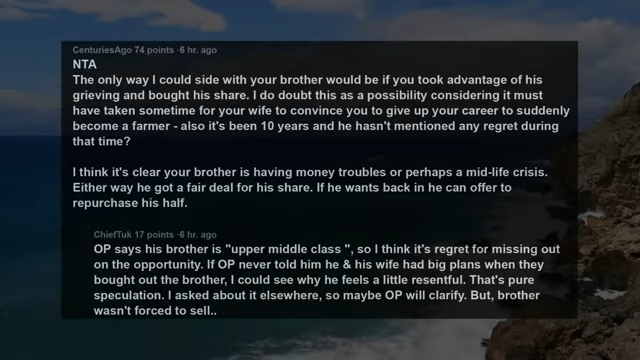 CenturiesAgo 74 points ·6 hr. ago
NTA
The only way I could side with your brother would be if you took advantage of his
grieving and bought his share. I do doubt this as a possibility considering it must
have taken sometime for your wife to convince you to give up your career to suddenly
become a farmer - also it's been 10 years and he hasn't mentioned any regret during
that time?
I think it's clear your brother is having money troubles or perhaps a mid-life crisis.
Either way he got a fair deal for his share. If he wants back in he can offer to
repurchase his half.
ChiefTuk 17 points ·6 hr. ago
OP says his brother is "upper middle class ", so I think it's regret for missing out
on the opportunity. If OP never told him he & his wife had big plans when they
bought out the brother, I could see why he feels a little resentful. That's pure
speculation. I asked about it elsewhere, so maybe OP will clarify. But, brother
wasn't forced to sell..